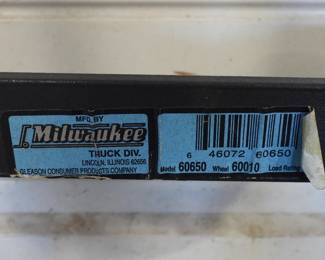 MFG BY
Milwaukee
TRUCK DIV.
LINCOLN, ILLINOIS 62656
GLEASON CONSUMER PRODUCTS COMPANY
6 46072 60650
Model 60650 Wheel 60010 Load Rating